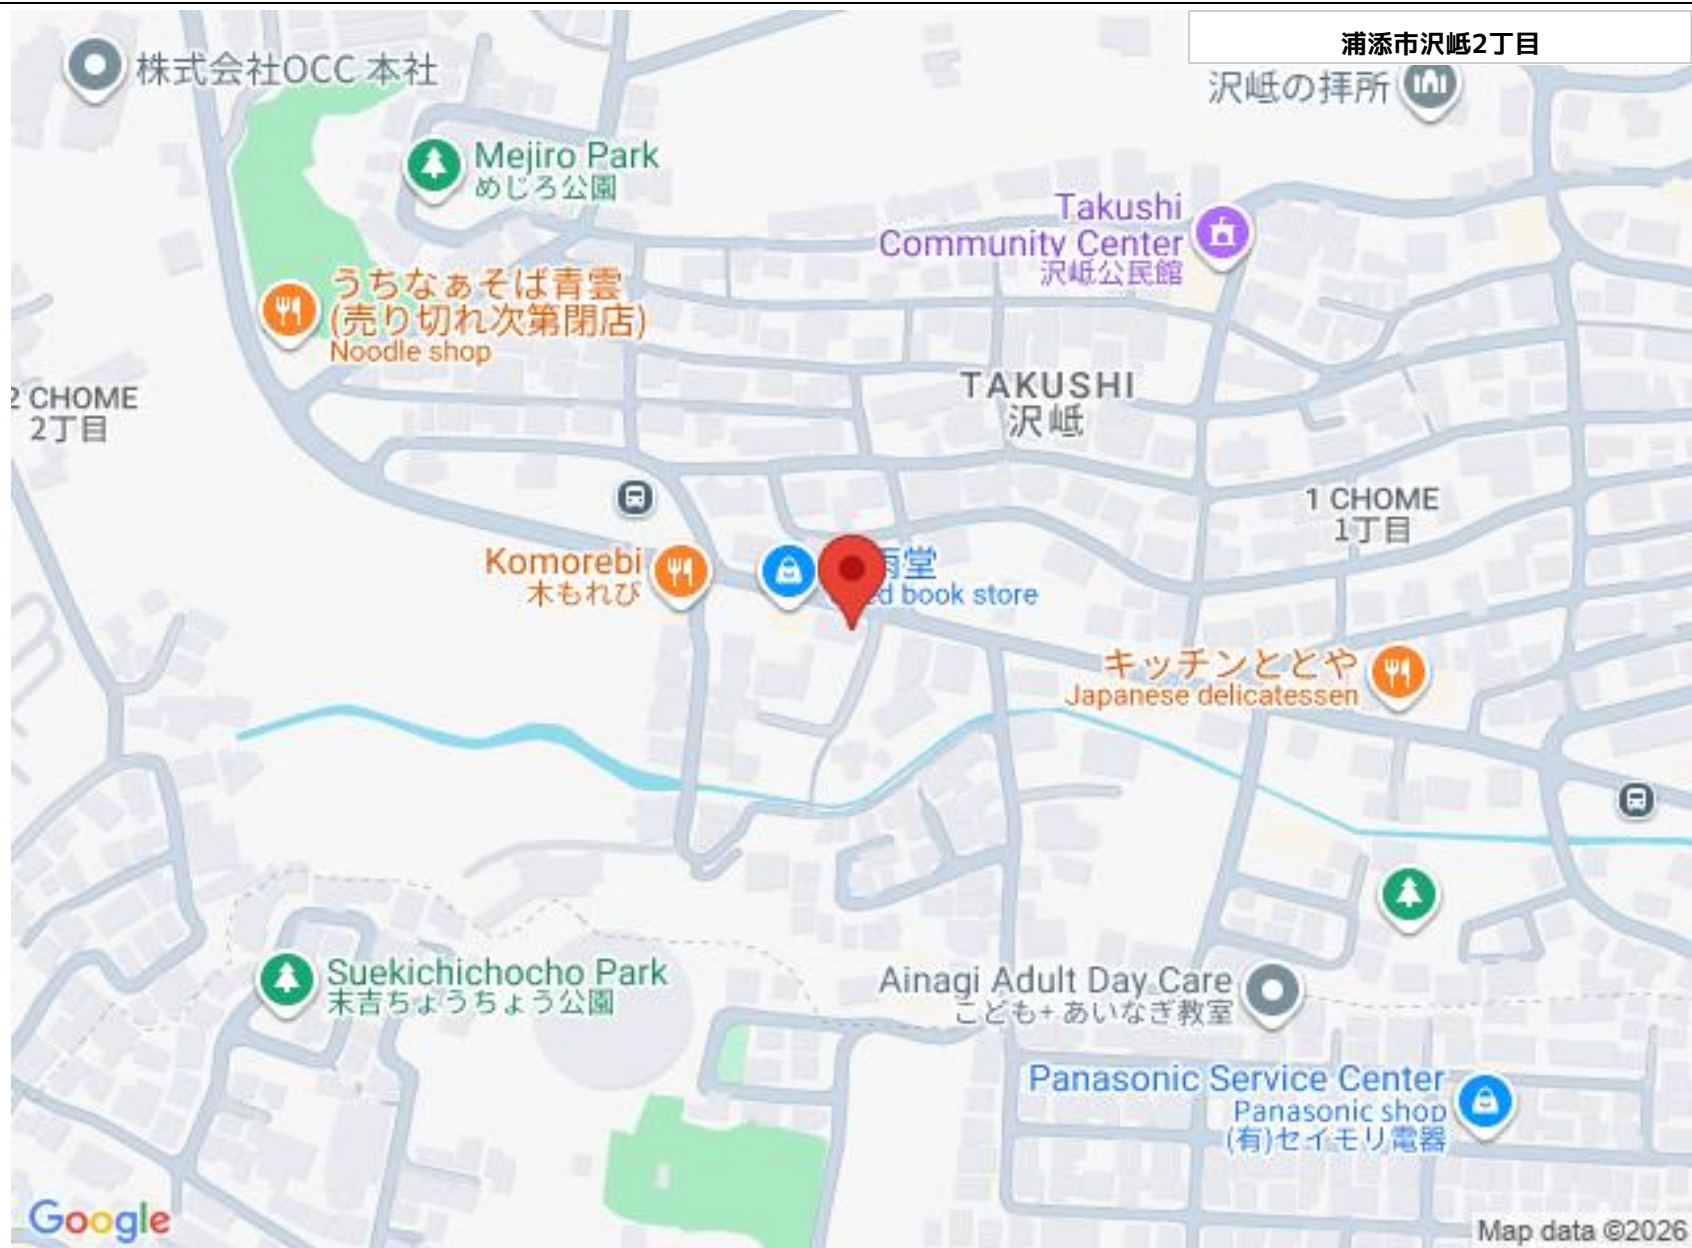 浦添市沢岻2丁目
株式会社OCC 本社
沢岻の拝所
Mejiro Park
めじろ公園
Takushi
Community Center
沢岻公民館
うちなぁそば青雲
(売り切れ次第閉店)
Noodle shop
TAKUSHI
沢岻
2 CHOME
2丁目
1 CHOME
1丁目
Komorebi
木もれび
雨堂
book store
キッチンととや
Japanese delicatessen
Suekichichocho Park
末吉ちょうちょう公園
Ainagi Adult Day Care
こども+ あいなぎ教室
Panasonic Service Center
Panasonic shop
(有)セイモリ電器
Google
Map data ©2026